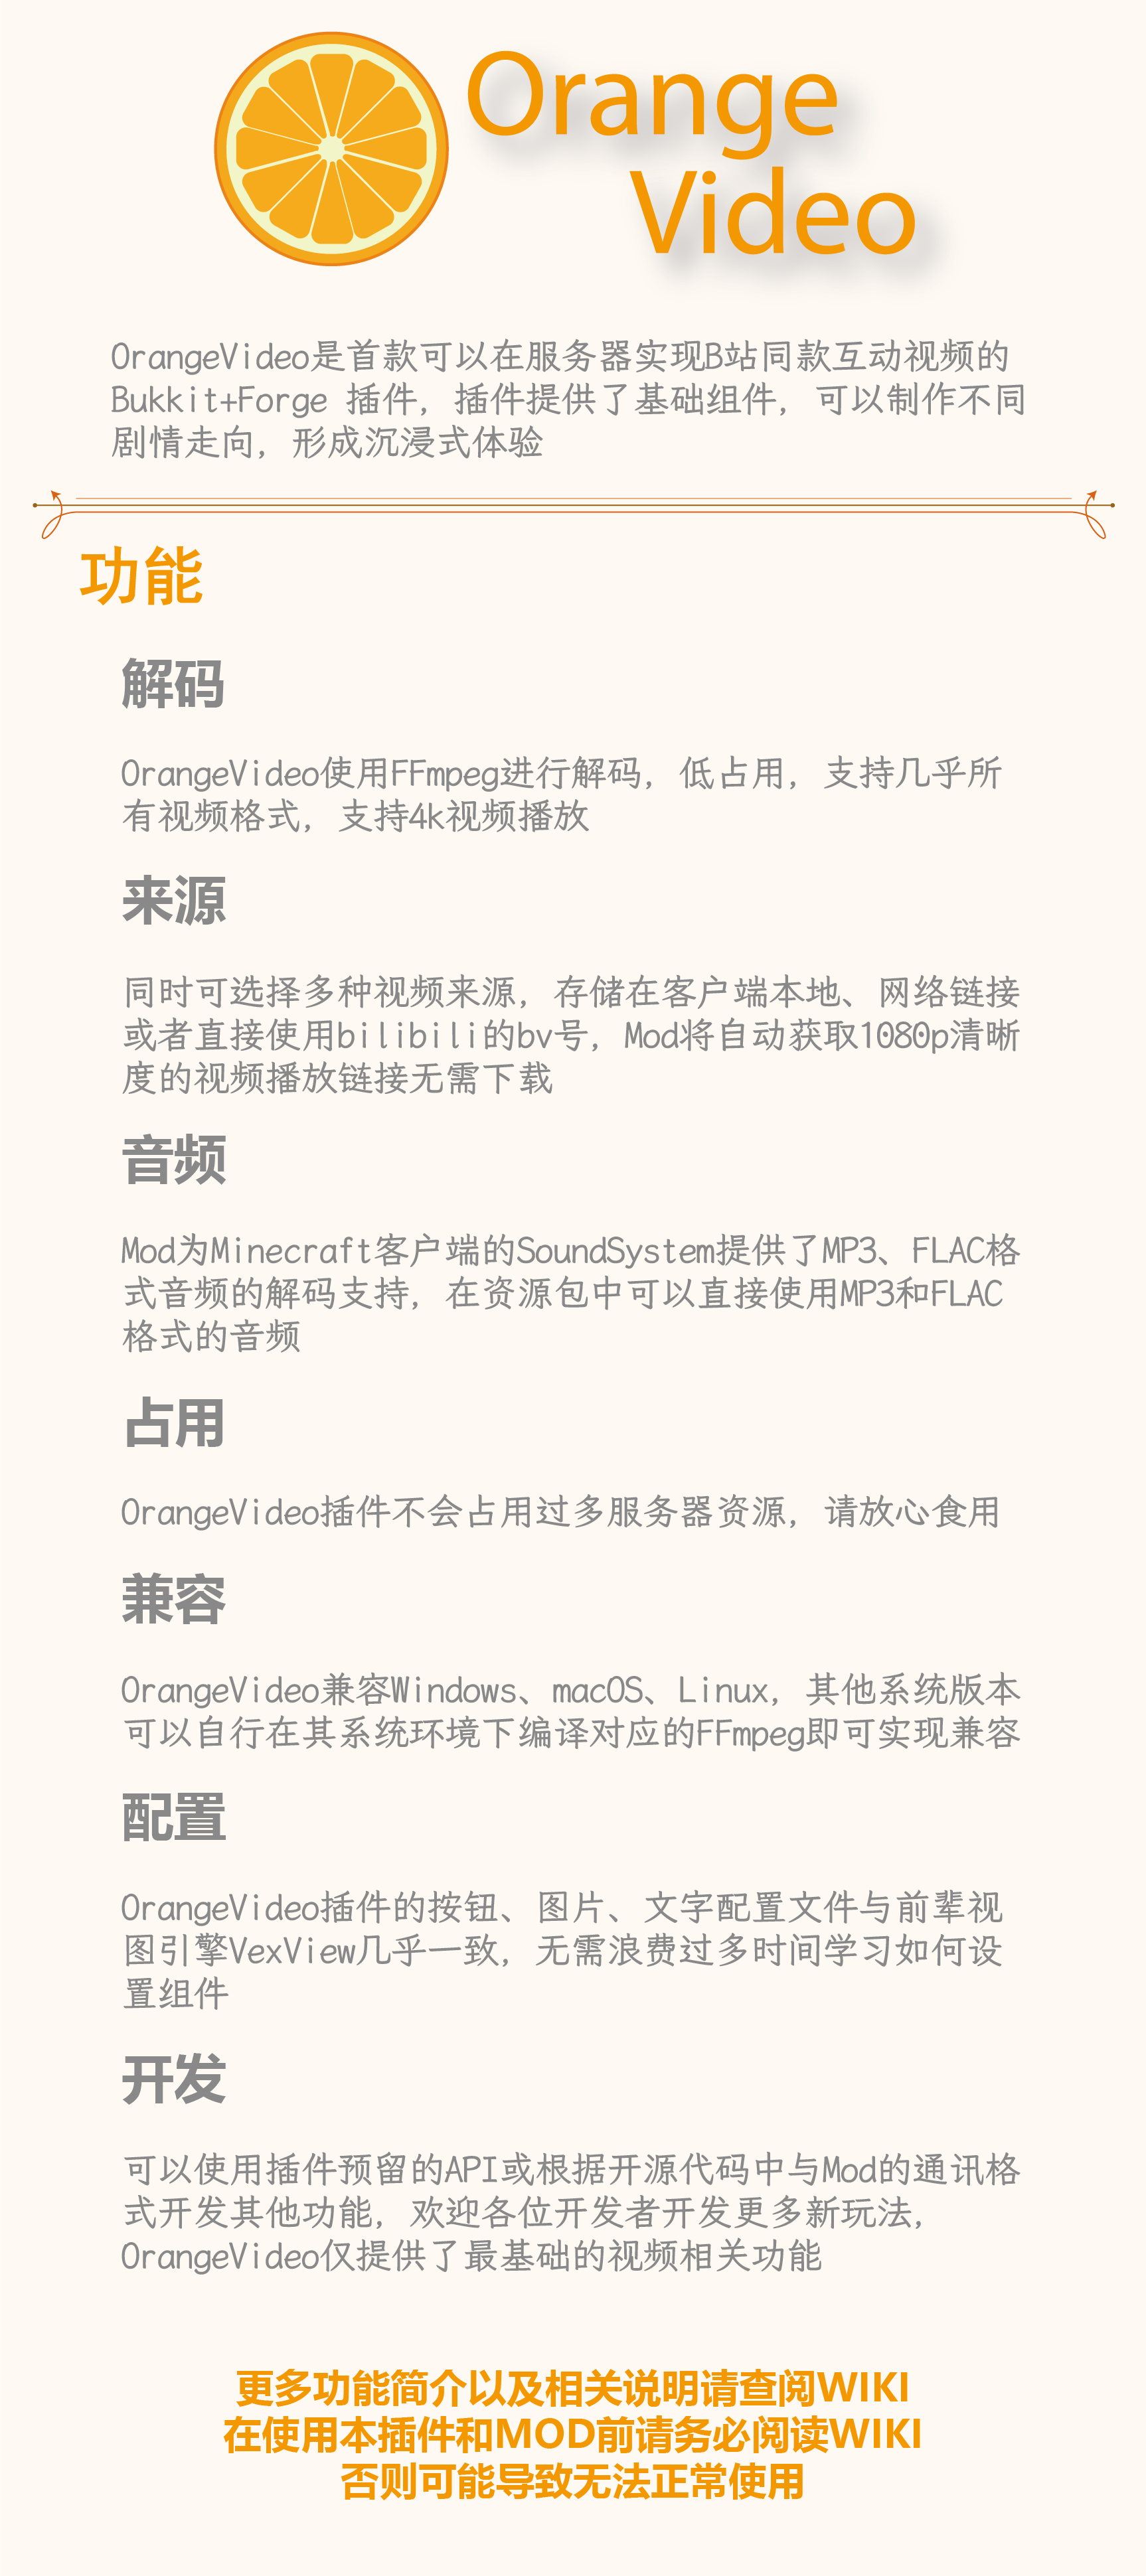 Orange
Video
OrangeVideo是首款可以在服务器实现B站同款互动视频的
Bukkit+Forge 插件，插件提供了基础组件，可以制作不同
剧情走向，形成沉浸式体验
功能
解码
OrangeVideo使用FFmpeg进行解码，低占用，支持几乎所
有视频格式，支持4k视频播放
来源
同时可选择多种视频来源，存储在客户端本地、网络链接
或者直接使用bilibili的bv号，Mod将自动获取1080p清晰
度的视频播放链接无需下载
音频
Mod为Minecraft客户端的SoundSystem提供了MP3、FLAC格
式音频的解码支持，在资源包中可以直接使用MP3和FLAC
格式的音频
占用
OrangeVideo插件不会占用过多服务器资源，请放心食用
兼容
OrangeVideo兼容Windows、macOS、Linux，其他系统版本
可以自行在其系统环境下编译对应的FFmpeg即可实现兼容
配置
OrangeVideo插件的按钮、图片、文字配置文件与前辈视
图引擎VexView几乎一致，无需浪费过多时间学习如何设
置组件
开发
可以使用插件预留的API或根据开源代码中与Mod的通讯格
式开发其他功能，欢迎各位开发者开发更多新玩法，
OrangeVideo仅提供了最基础的视频相关功能
更多功能简介以及相关说明请查阅WIKI
在使用本插件和MOD前请务必阅读WIKI
否则可能导致无法正常使用